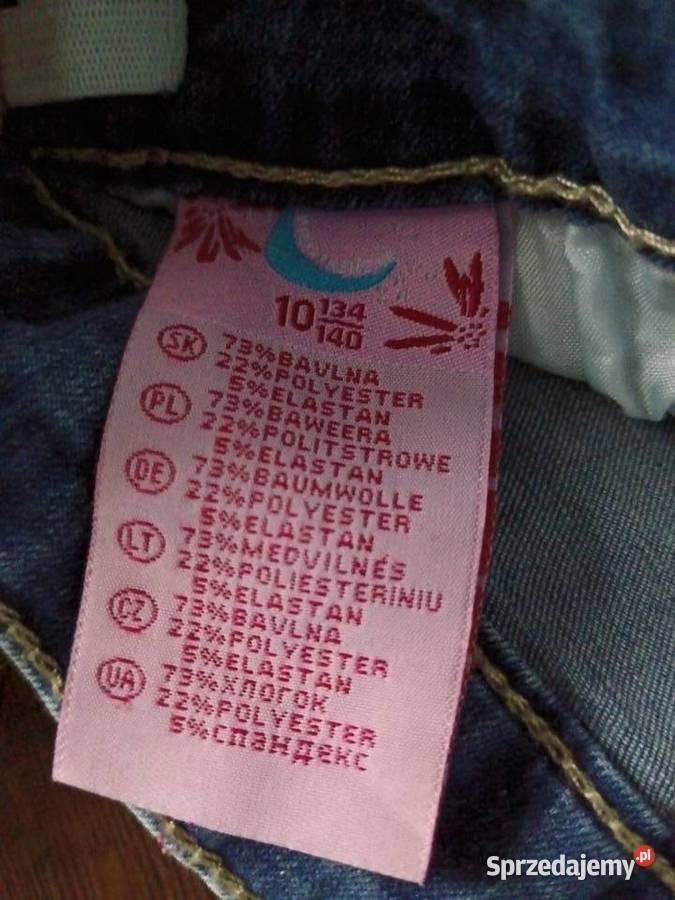 10 134
140
SK 73%BAVLNA
22%POLYESTER
5%ELASTAN
PL 73%BAWEERA
22%POLITSTROWE
5%ELASTAN
DE 73%BAUMWOLLE
22%POLYESTER
5%ELASTAN
LT 73%MEDVILNĖS
22%POLIESTERINIU
5%ELASTAN
CZ 73%BAVLNA
22%POLYESTER
5%ELASTAN
UA 73%ХЛОГОК
22%POLYESTER
5%спандекс
Sprzedajemy.pl